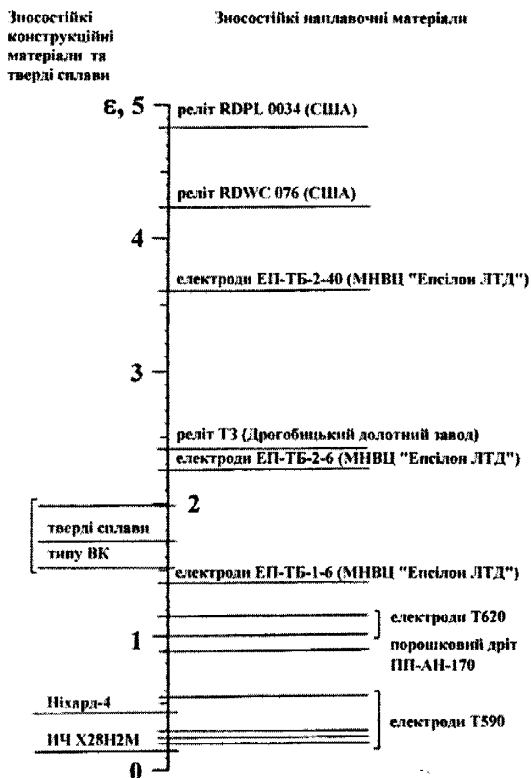 Зносостійкі
конструкційні
матеріали та
тверді сплави
Зносостійкі наплавочні матеріали
ε, 5
реліт RDPL 0034 (США)
реліт RDWC 076 (США)
4
електроди ЕП-ТБ-2-40 (МНВЦ "Епсілон ЛТД")
3
реліт ТЗ (Дрогобицький долотний завод)
електроди ЕП-ТБ-2-6 (МНВЦ "Епсілон ЛТД")
2
тверді сплави
типу ВК
електроди ЕП-ТБ-1-6 (МНВЦ "Епсілон ЛТД")
електроди Т620
1
порошковий дріт
ПП-АН-170
Ніхард-4
електроди Т590
ИЧ Х28Н2М
0